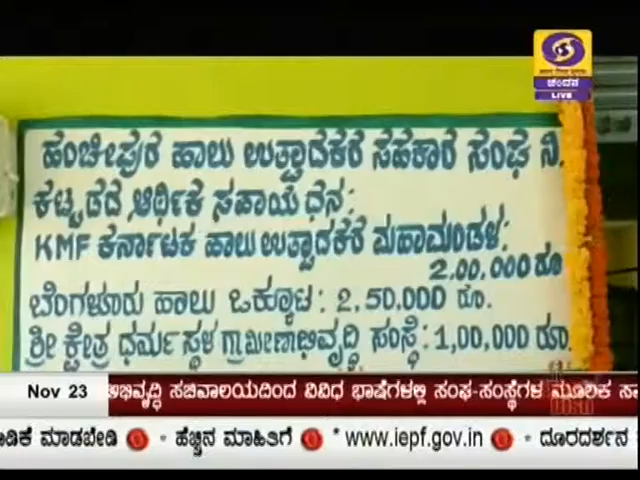 ಚಂದನ
LIVE
ಹಂಚೀಪುರ ಹಾಲು ಉತ್ಪಾದಕರ ಸಹಕಾರ ಸಂಘ ನಿ.
ಕಟ್ಟಡದ ಆರ್ಥಿಕ ಸಹಾಯ ಧನ:
KMF ಕರ್ನಾಟಕ ಹಾಲು ಉತ್ಪಾದಕರ ಮಹಾಮಂಡಳ:
2.00.000 ರೂ
ಬೆಂಗಳೂರು ಹಾಲು ಒಕ್ಕೂಟ: 2,50.000 ರೂ.
ಶ್ರೀ ಕ್ಷೇತ್ರ ಧರ್ಮಸ್ಥಳ ಗ್ರಾಮೀಣಾಭಿವೃದ್ಧಿ ಸಂಸ್ಥೆ: 1,00,000 ರೂ.
Nov 23 ಅಭಿವೃದ್ಧಿ ಸಚಿವಾಲಯದಿಂದ ವಿವಿಧ ಭಾಷೆಗಳಲ್ಲಿ ಸಂಘ-ಸಂಸ್ಥೆಗಳ ಮೂಲಕ
ಮಾಡಬೇಡಿ • ಹೆಚ್ಚಿನ ಮಾಹಿತಿಗೆ * www.iepf.gov.in • ದೂರದರ್ಶನ